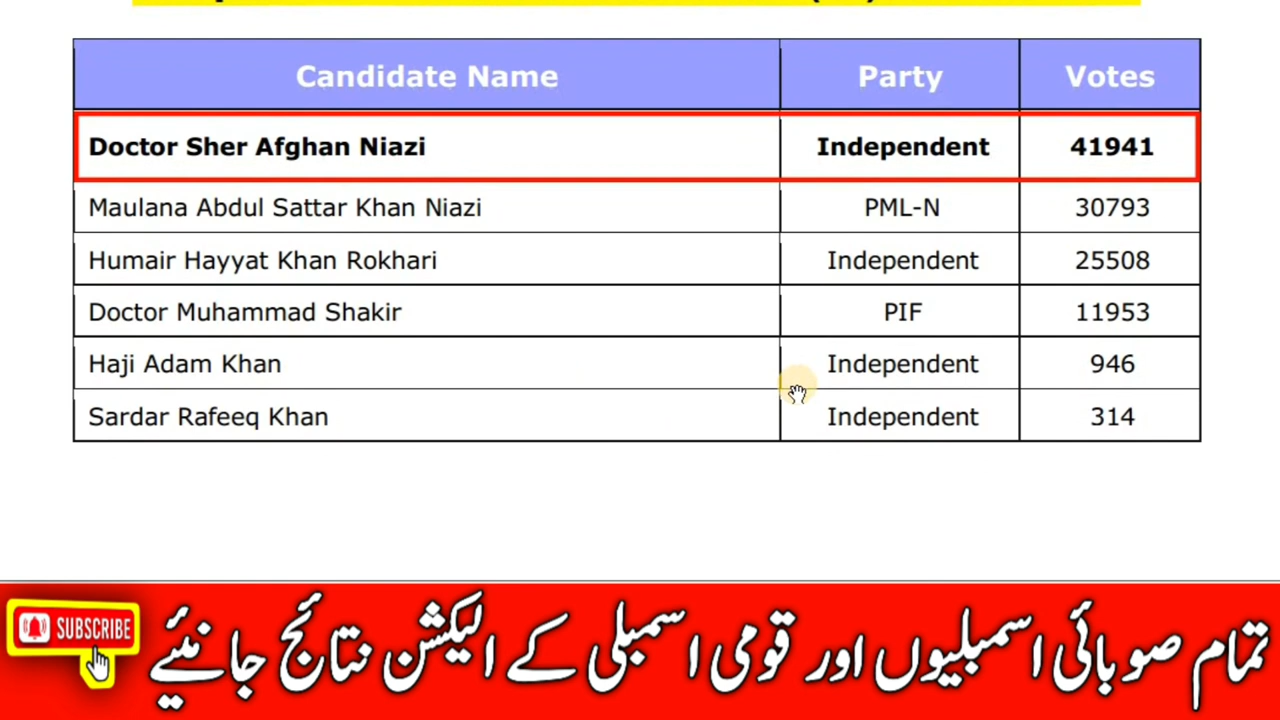 Candidate Name Party Votes
Doctor Sher Afghan Niazi Independent 41941
Maulana Abdul Sattar Khan Niazi PML-N 30793
Humair Hayyat Khan Rokhari Independent 25508
Doctor Muhammad Shakir PIF 11953
Haji Adam Khan Independent 946
Sardar Rafeeq Khan Independent 314
SUBSCRIBE
تمام صوبائی اسمبلیوں اور قومی اسمبلی کے الیکشن نتائج جانیئے